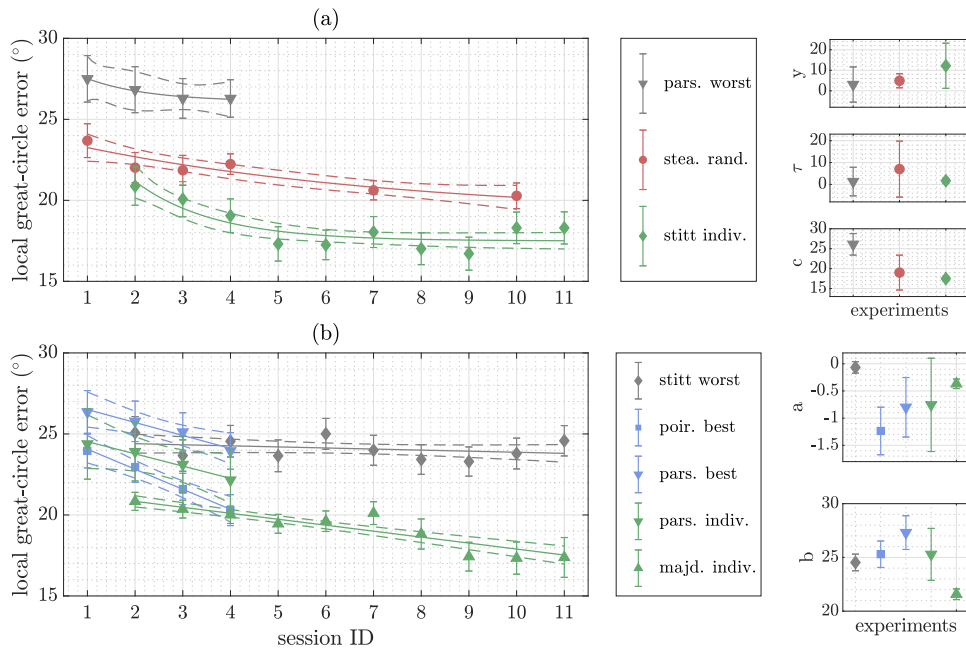 (a)
local great-circle error (°)
30
25
20
15
1 2 3 4 5 6 7 8 9 10 11
pars. worst
stea. rand.
stitt indiv.
y
20
10
0
τ
20
10
0
c
30
25
20
15
experiments
(b)
local great-circle error (°)
30
25
20
15
1 2 3 4 5 6 7 8 9 10 11
session ID
stitt worst
poir. best
pars. best
pars. indiv.
majd. indiv.
a
0
-0.5
-1
-1.5
b
30
25
20
experiments